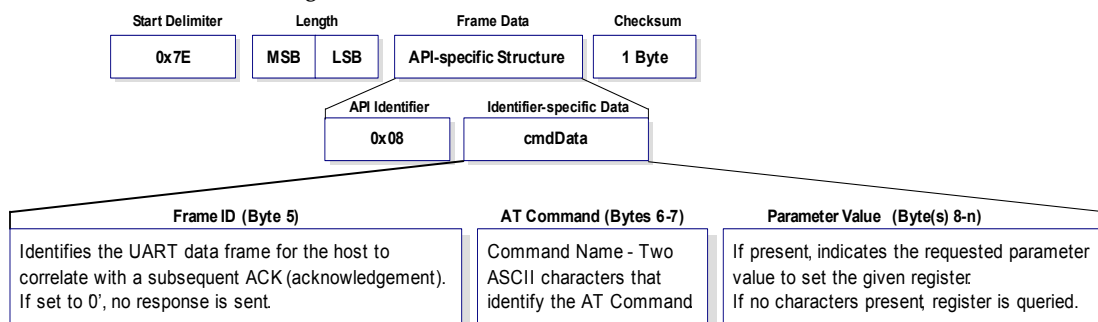 Start Delimiter Length Frame Data Checksum
0x7E MSB LSB API-specific Structure 1 Byte
API Identifier Identifier-specific Data
0x08 cmdData
Frame ID (Byte 5) AT Command (Bytes 6-7) Parameter Value (Byte(s) 8-n)
Identifies the UART data frame for the host to
correlate with a subsequent ACK (acknowledgement).
If set to 0’, no response is sent.
Command Name - Two
ASCII characters that
identify the AT Command
If present, indicates the requested parameter
value to set the given register.
If no characters present, register is queried.